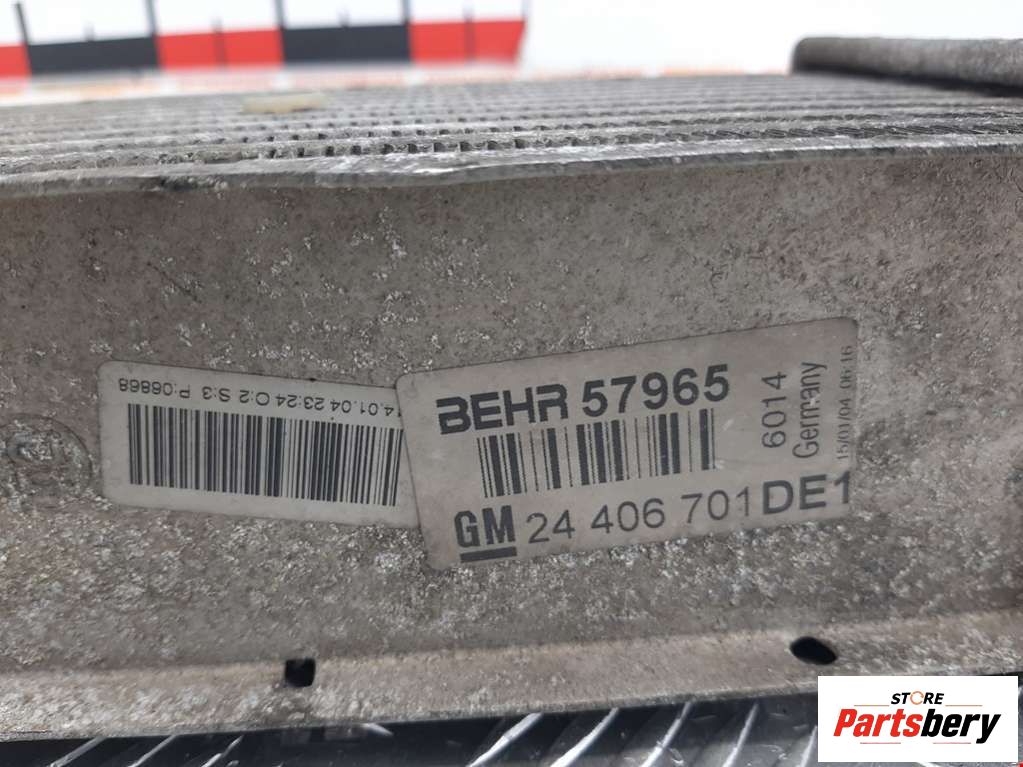 14.01.04 23:24 C:2 S:3 P:06868
BEHR 57965
6014
Germany
15/01/04 06:16
GM 24 406 701 DE1
STORE
Partsbery